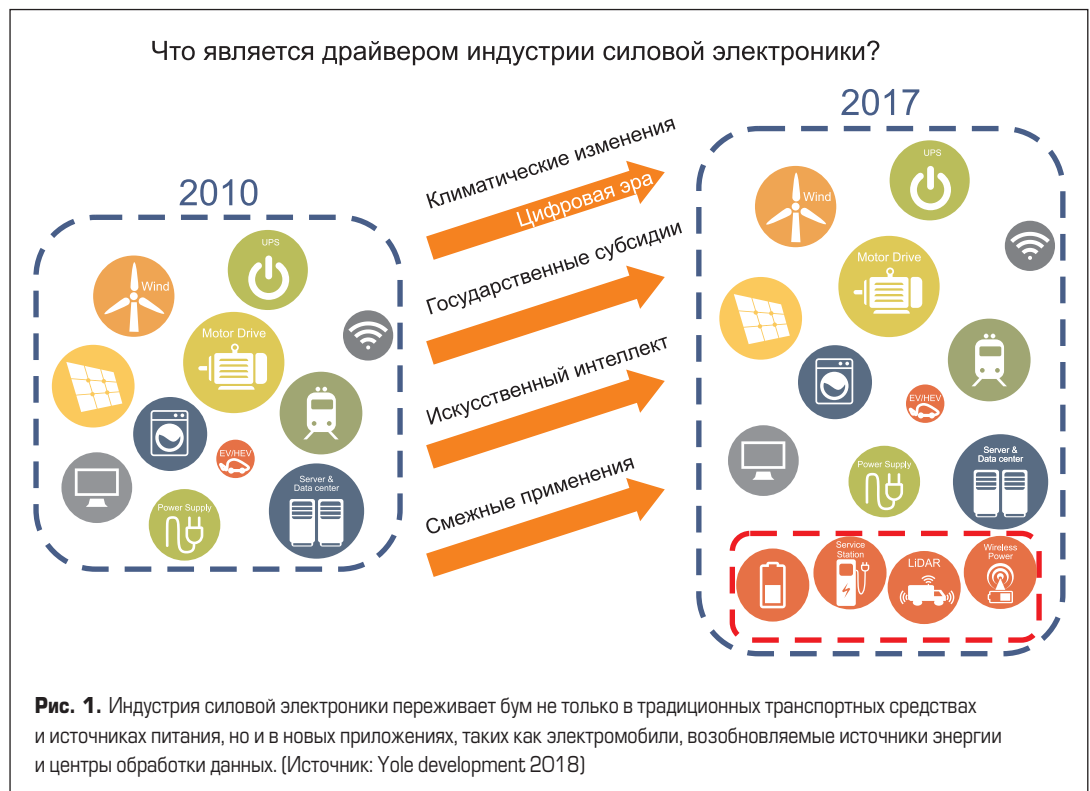 Что является драйвером индустрии силовой электроники?
2010
UPS
Wind
Motor Drive
EV/HEV
Server &
Data center
Power Supply
Климатические изменения
Цифровая эра
Государственные субсидии
Искусственный интеллект
Смежные применения
2017
UPS
Wind
Motor Drive
EV/HEV
Server &
Data center
Power Supply
Service
Station
LiDAR
Wireless
Power
Рис. 1. Индустрия силовой электроники переживает бум не только в традиционных транспортных средствах
и источниках питания, но и в новых приложениях, таких как электромобили, возобновляемые источники энергии
и центры обработки данных. (Источник: Yole development 2018)